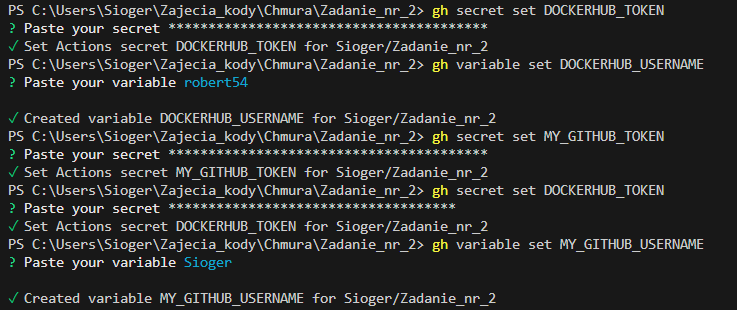 PS C:\Users\Sioger\Zajecia_kody\Chmura\Zadanie_nr_2> gh secret set DOCKERHUB_TOKEN
? Paste your secret ****************************************
✓ Set Actions secret DOCKERHUB_TOKEN for Sioger/Zadanie_nr_2
PS C:\Users\Sioger\Zajecia_kody\Chmura\Zadanie_nr_2> gh variable set DOCKERHUB_USERNAME
? Paste your variable robert54
✓ Created variable DOCKERHUB_USERNAME for Sioger/Zadanie_nr_2
PS C:\Users\Sioger\Zajecia_kody\Chmura\Zadanie_nr_2> gh secret set MY_GITHUB_TOKEN
? Paste your secret ****************************************
✓ Set Actions secret MY_GITHUB_TOKEN for Sioger/Zadanie_nr_2
PS C:\Users\Sioger\Zajecia_kody\Chmura\Zadanie_nr_2> gh secret set DOCKERHUB_TOKEN
? Paste your secret ************************************
✓ Set Actions secret DOCKERHUB_TOKEN for Sioger/Zadanie_nr_2
PS C:\Users\Sioger\Zajecia_kody\Chmura\Zadanie_nr_2> gh variable set MY_GITHUB_USERNAME
? Paste your variable Sioger
✓ Created variable MY_GITHUB_USERNAME for Sioger/Zadanie_nr_2